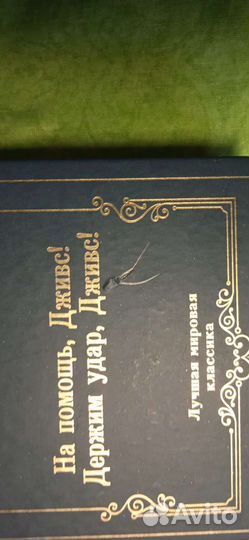 На помощь, Дживс!
Держим удар, Дживс!
Лучшая мировая
классика
Avito